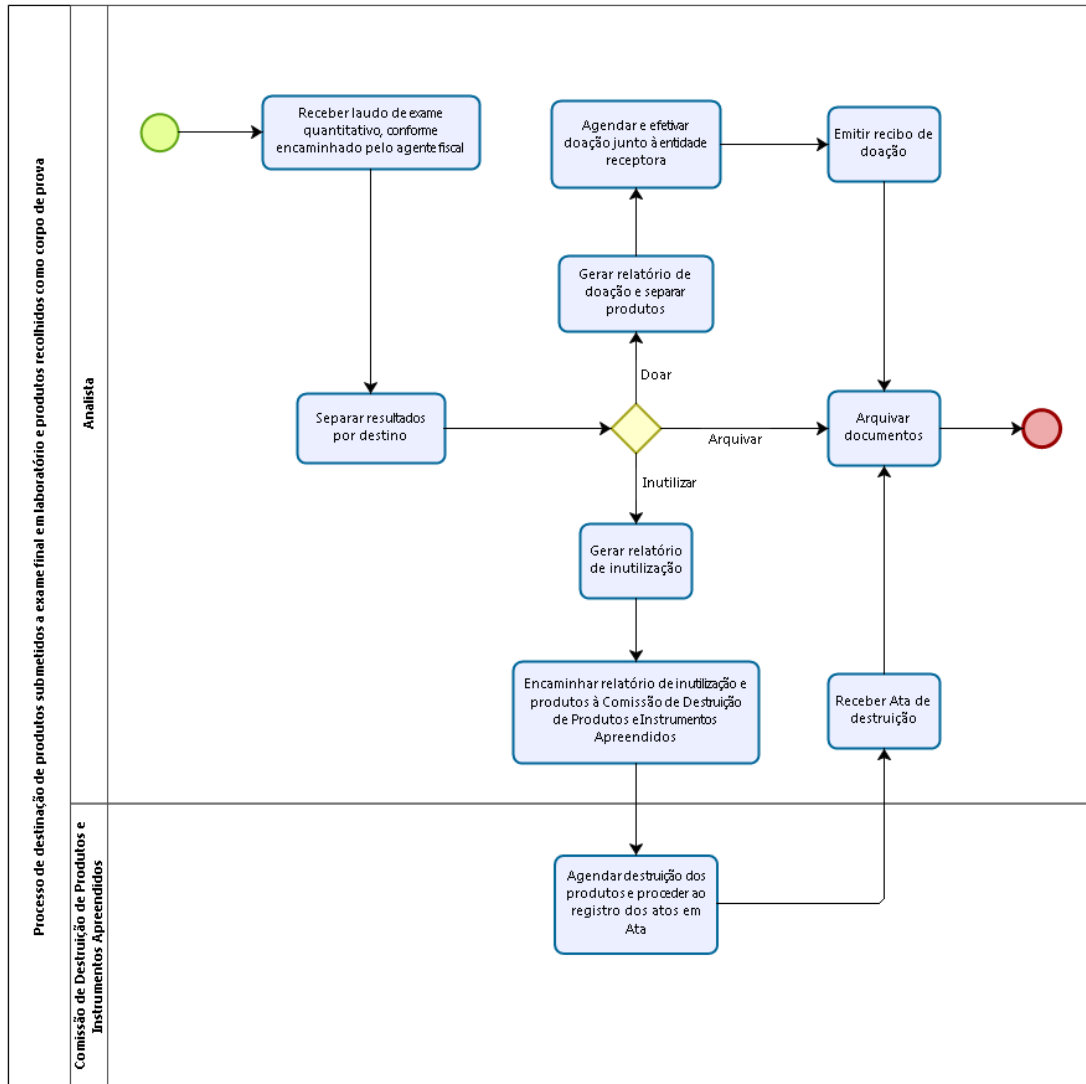 Processo de destinação de produtos submetidos a exame final em laboratório e produtos recolhidos como corpo de prova
Analista
Receber laudo de exame
quantitativo, conforme
encaminhado pelo agente fiscal
Agendar e efetivar
doação junto à entidade
receptora
Emitir recibo de
doação
Gerar relatório de
doação e separar
produtos
Doar
Separar resultados
por destino
Arquivar
Arquivar
documentos
Inutilizar
Gerar relatório
de inutilização
Encaminhar relatório de inutilização e
produtos à Comissão de Destruição
de Produtos e Instrumentos
Apreendidos
Receber Ata de
destruição
Comissão de Destruição de Produtos e
Instrumentos Apreendidos
Agendar destruição dos
produtos e proceder ao
registro dos atos em
Ata